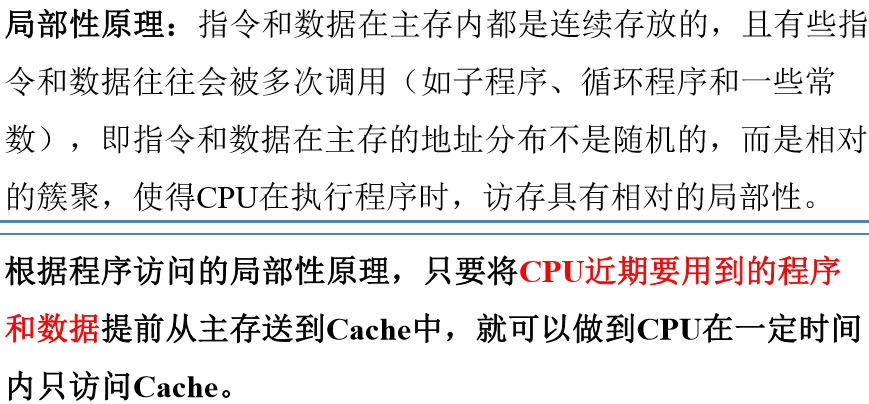 局部性原理：指令和数据在主存内都是连续存放的，且有些指
令和数据往往会被多次调用（如子程序、循环程序和一些常
数），即指令和数据在主存的地址分布不是随机的，而是相对
的簇聚，使得CPU在执行程序时，访存具有相对的局部性。
根据程序访问的局部性原理，只要将CPU近期要用到的程序
和数据提前从主存送到Cache中，就可以做到CPU在一定时间
内只访问Cache。